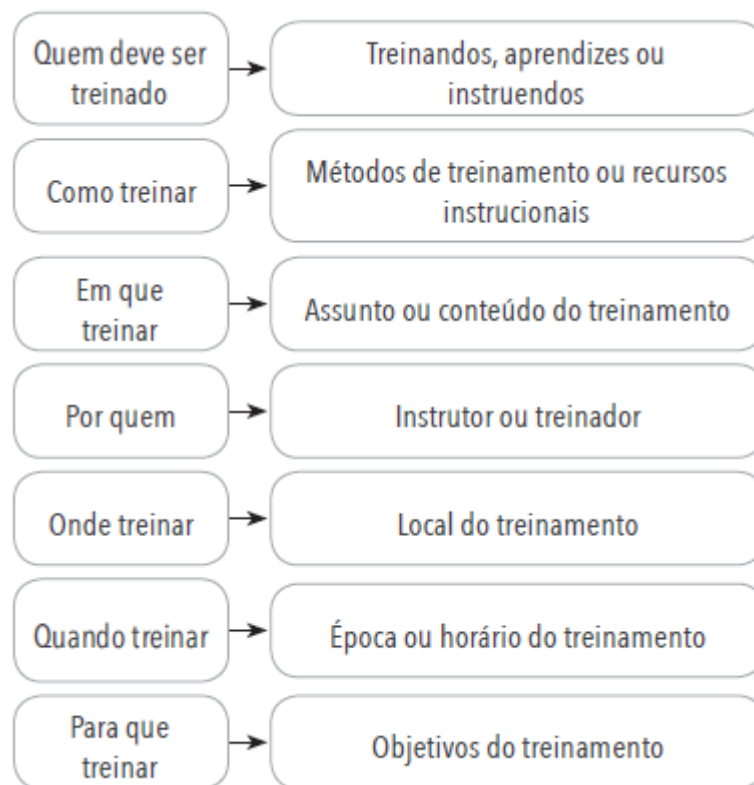 Quem deve ser
treinado
Treinandos, aprendizes ou
instruendos
Como treinar
Métodos de treinamento ou recursos
instrucionais
Em que
treinar
Assunto ou conteúdo do treinamento
Por quem
Instrutor ou treinador
Onde treinar
Local do treinamento
Quando treinar
Época ou horário do treinamento
Para que
treinar
Objetivos do treinamento